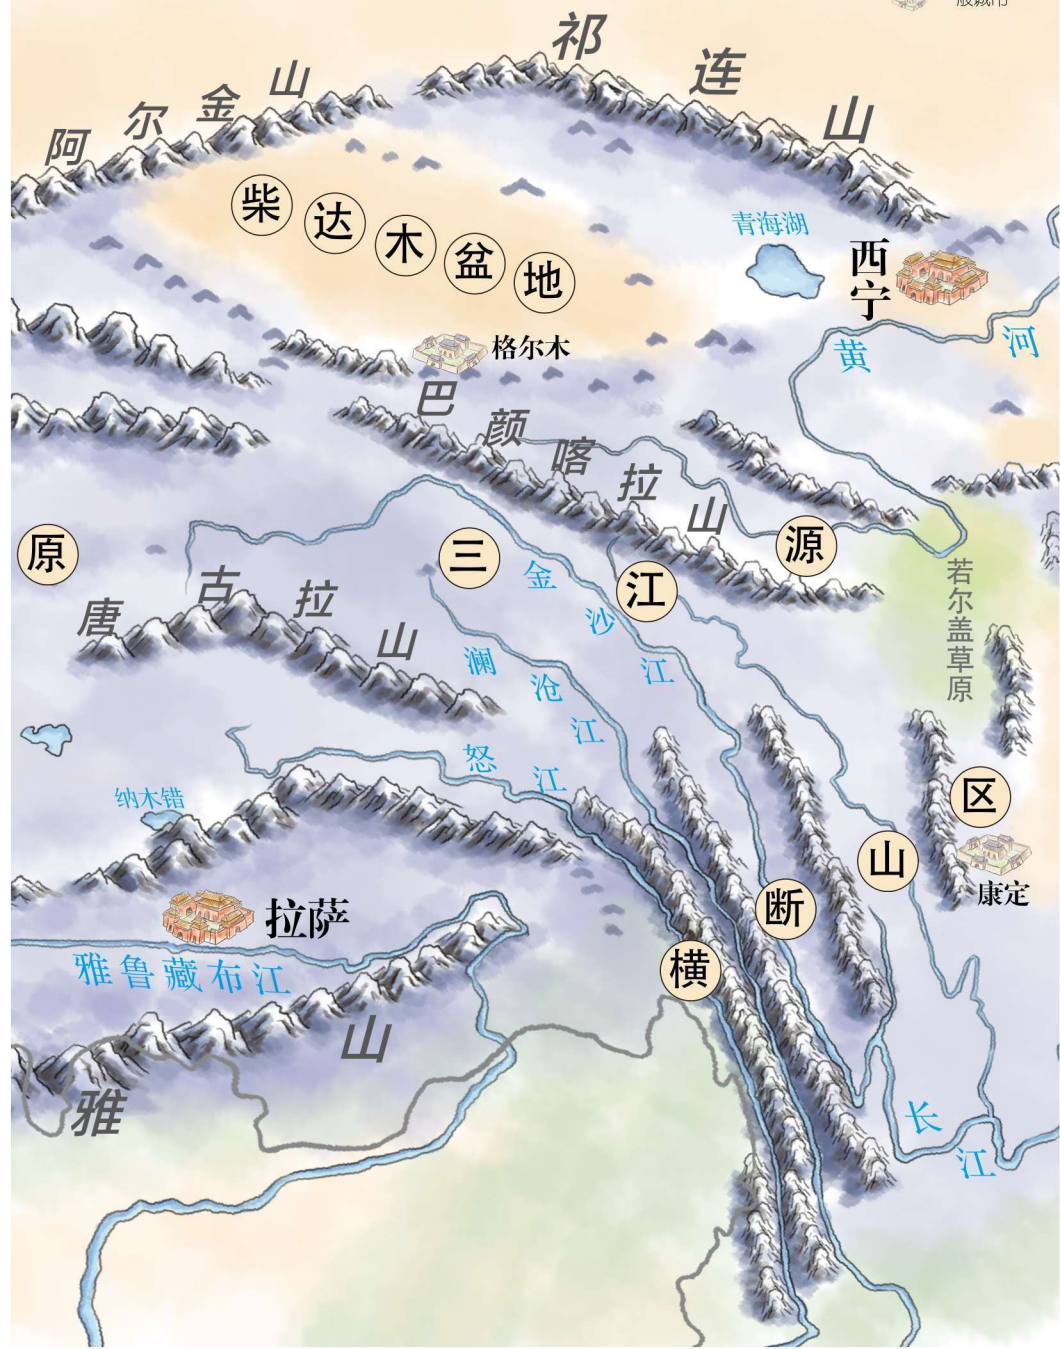 般城市
祁连山
阿尔金山
柴达木盆地
青海湖
西宁
黄河
格尔木
巴颜喀拉山
原
三江源
金沙江
若尔盖草原
唐古拉山
澜沧江
怒江
纳木错
区
康定
拉萨
横断山
雅鲁藏布江
山
雅
长江